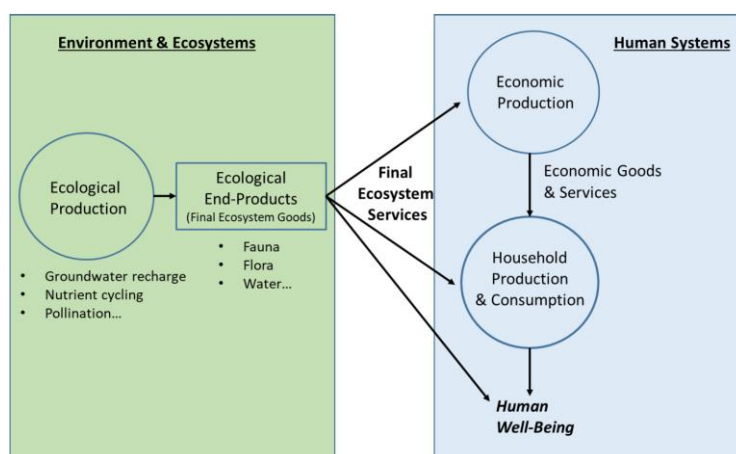 Environment & Ecosystems
Ecological
Production
• Groundwater recharge
• Nutrient cycling
• Pollination…
Ecological
End-Products
(Final Ecosystem Goods)
• Fauna
• Flora
• Water…
Final
Ecosystem
Services
Human Systems
Economic
Production
Economic Goods
& Services
Household
Production
& Consumption
Human
Well-Being